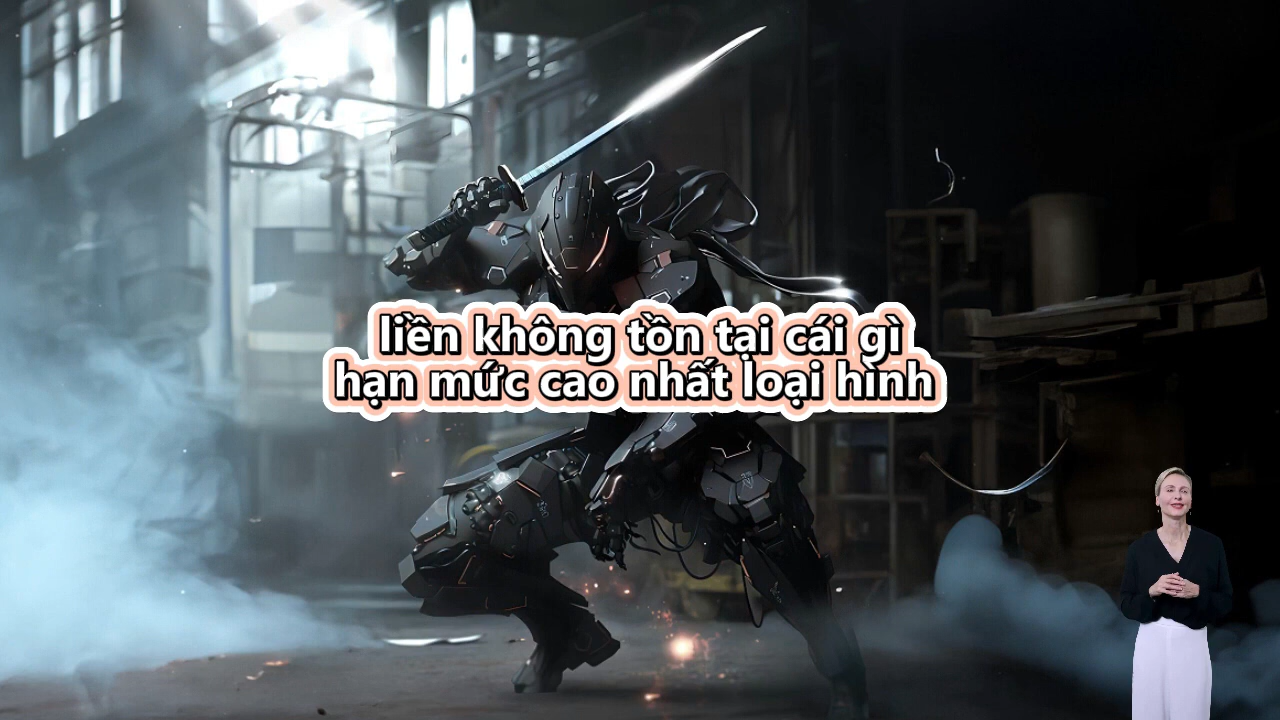 liền không tồn tại cái gì
hạn mức cao nhất loại hình